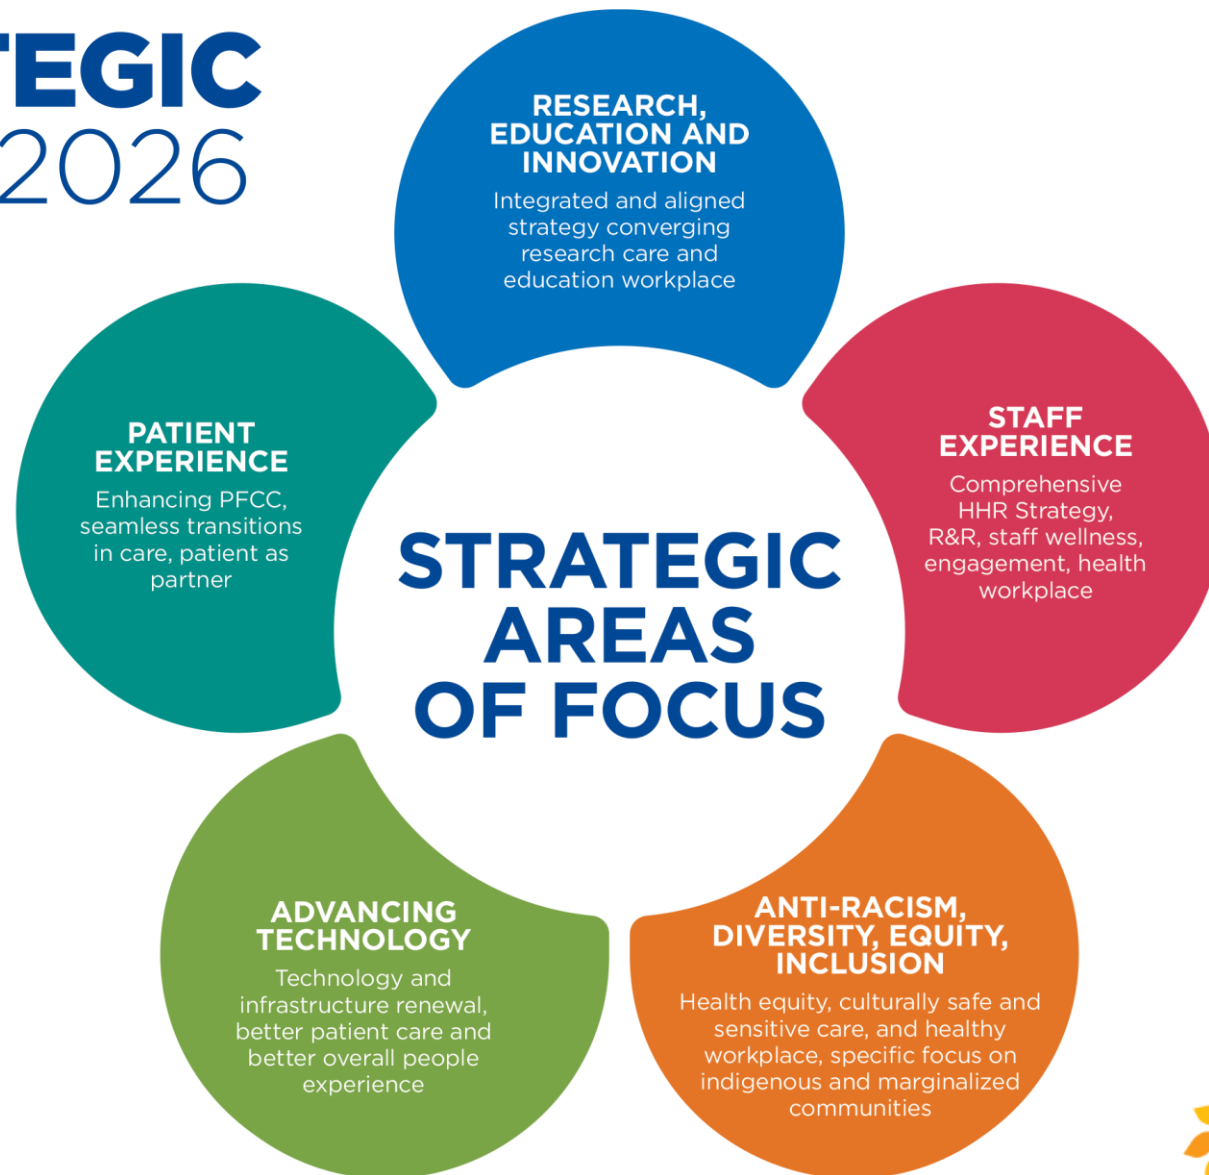 TEGIC
2026
RESEARCH,
EDUCATION AND
INNOVATION
Integrated and aligned
strategy converging
research care and
education workplace
PATIENT
EXPERIENCE
Enhancing PFCC,
seamless transitions
in care, patient as
partner
STAFF
EXPERIENCE
Comprehensive
HHR Strategy,
R&R, staff wellness,
engagement, health
workplace
STRATEGIC
AREAS
OF FOCUS
ADVANCING
TECHNOLOGY
Technology and
infrastructure renewal,
better patient care and
better overall people
experience
ANTI-RACISM,
DIVERSITY, EQUITY,
INCLUSION
Health equity, culturally safe and
sensitive care, and healthy
workplace, specific focus on
indigenous and marginalized
communities